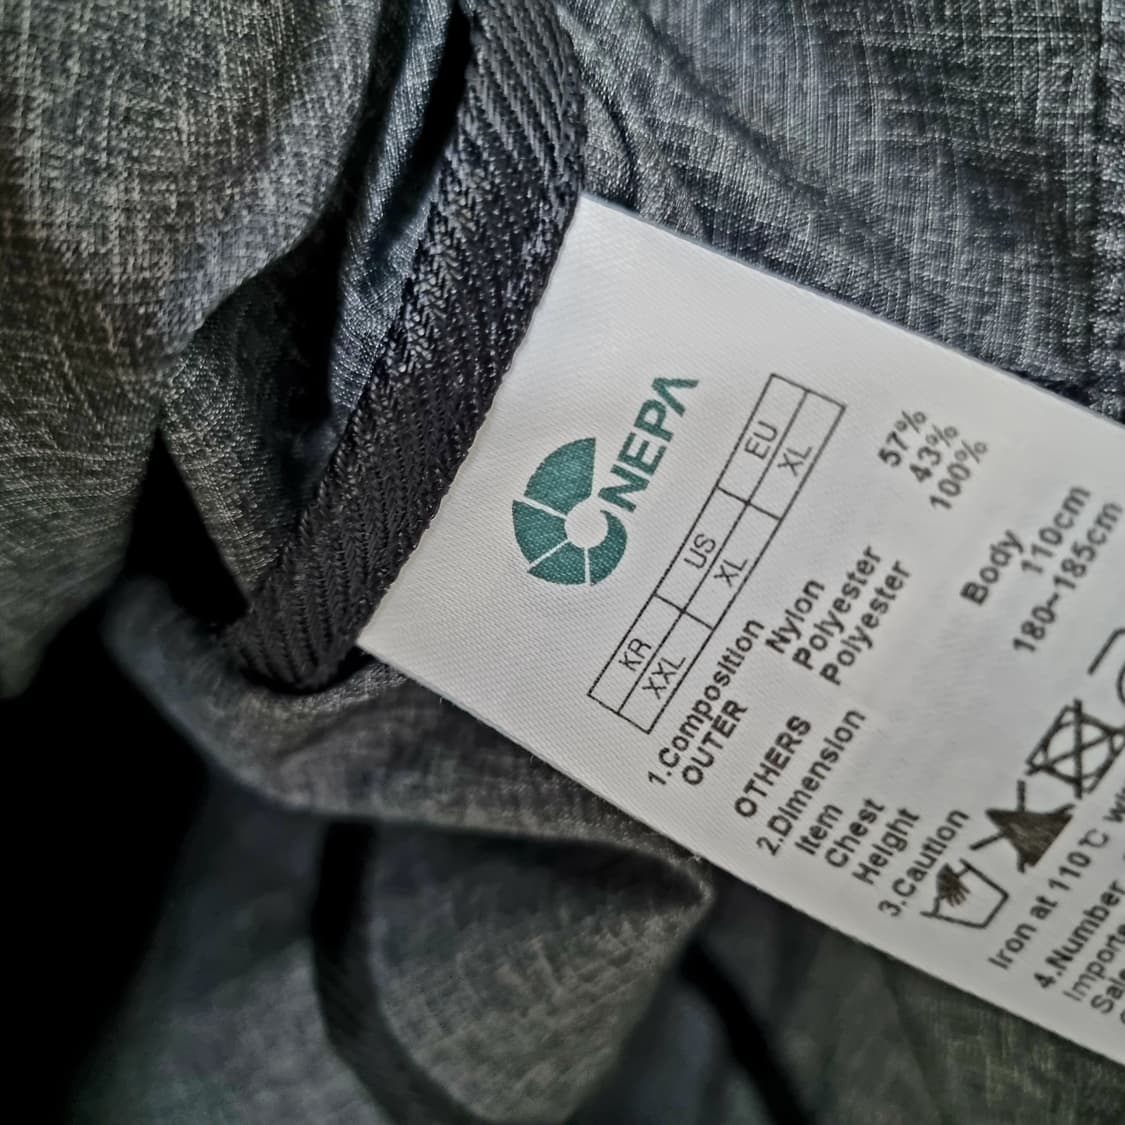 NEPA
KR US EU
XXL XL XL
1.Composition
OUTER Nylon 57%
Polyester 43%
OTHERS Polyester 100%
2.Dimension
Item Body
Chest 110cm
Height 180~185cm
3.Caution
Iron at 110℃
4.Number